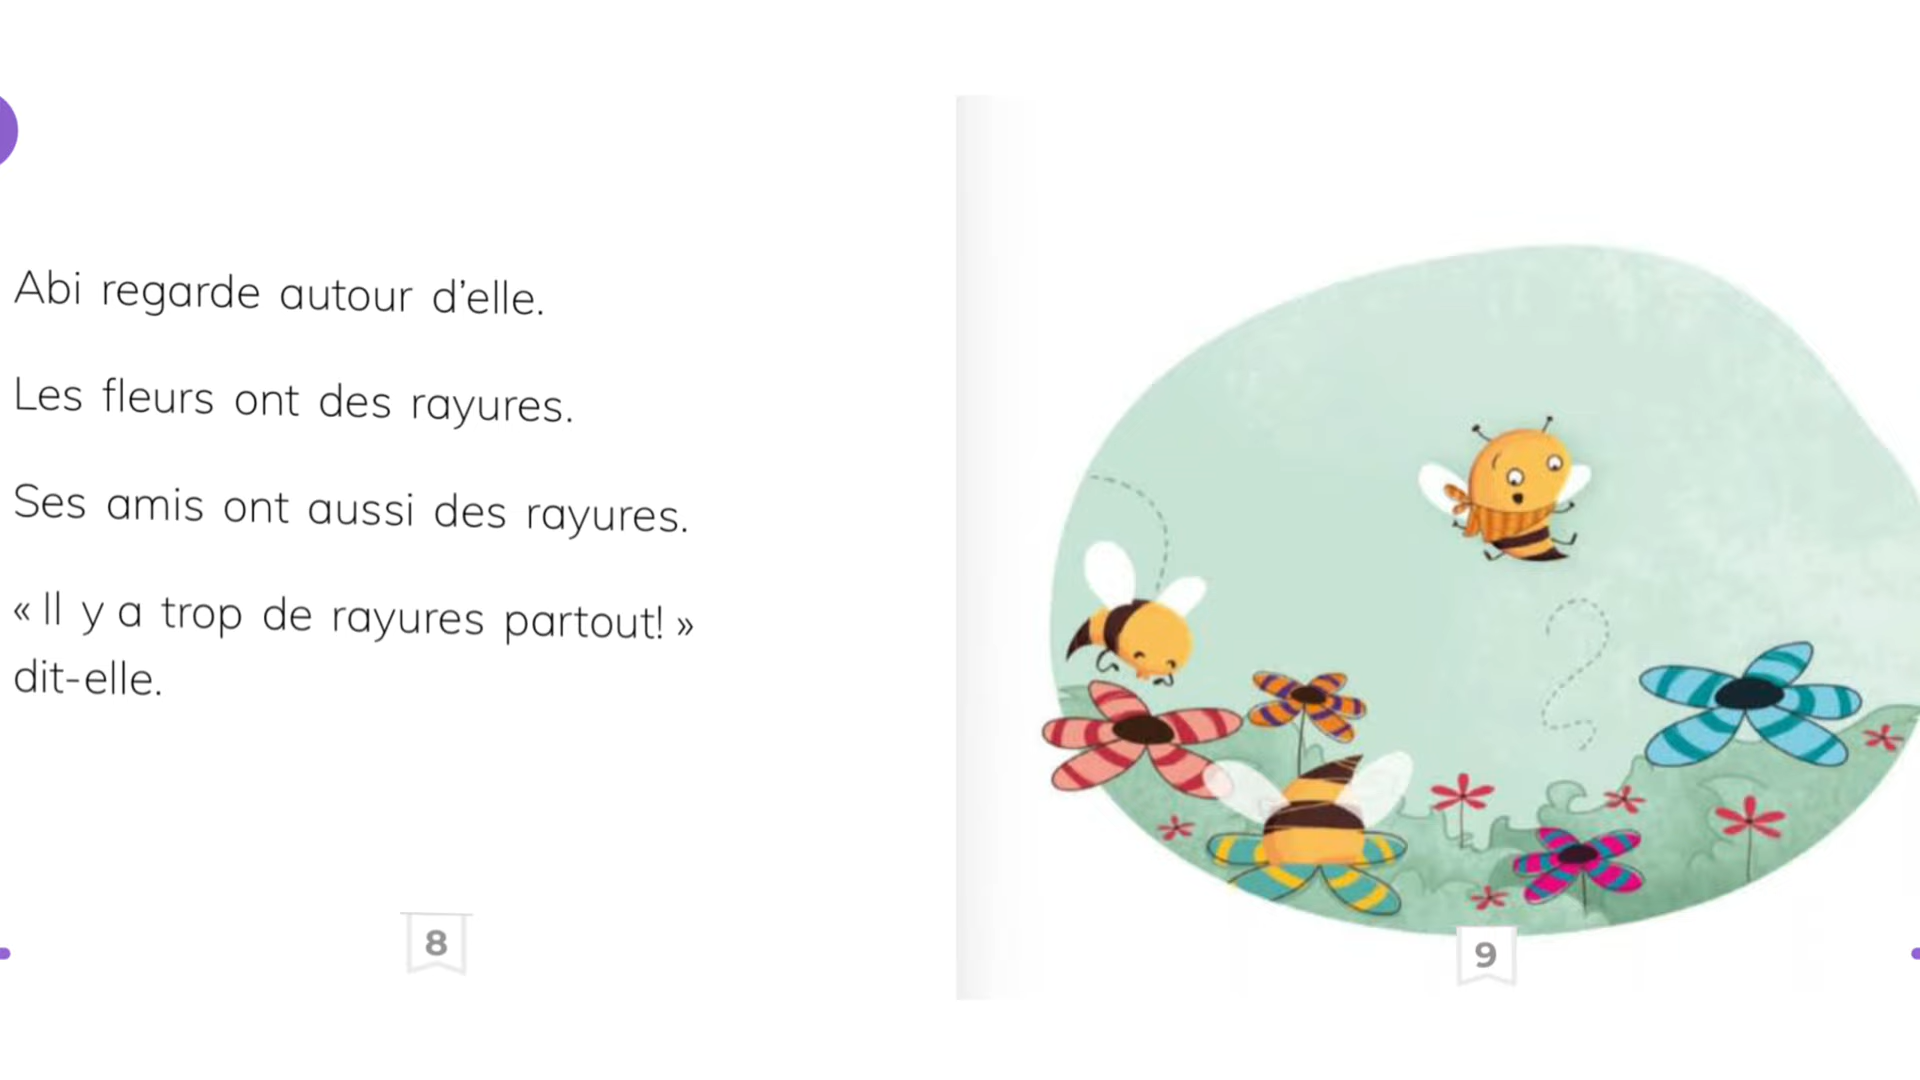 Abi regarde autour d’elle.
Les fleurs ont des rayures.
Ses amis ont aussi des rayures.
« Il y a trop de rayures partout! »
dit-elle.
8
9